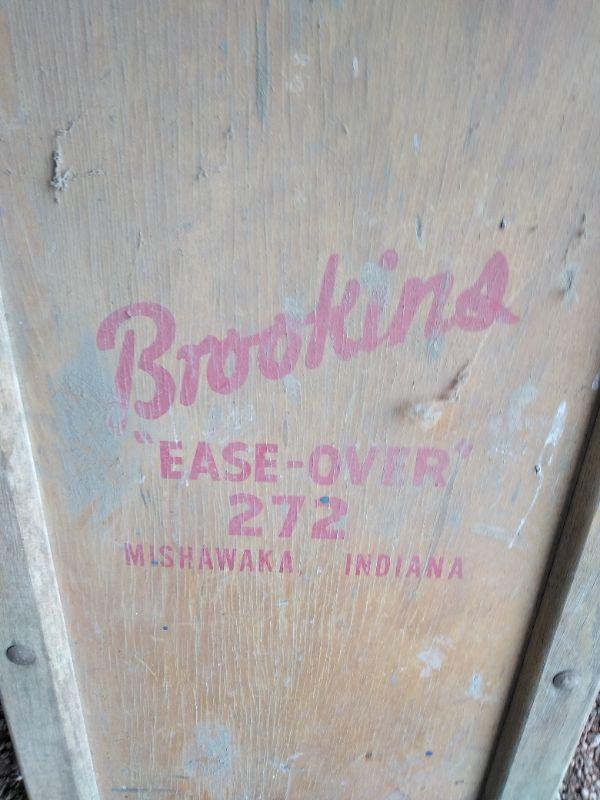 Brookins
"EASE-OVER"
272
MISHAWAKA, INDIANA